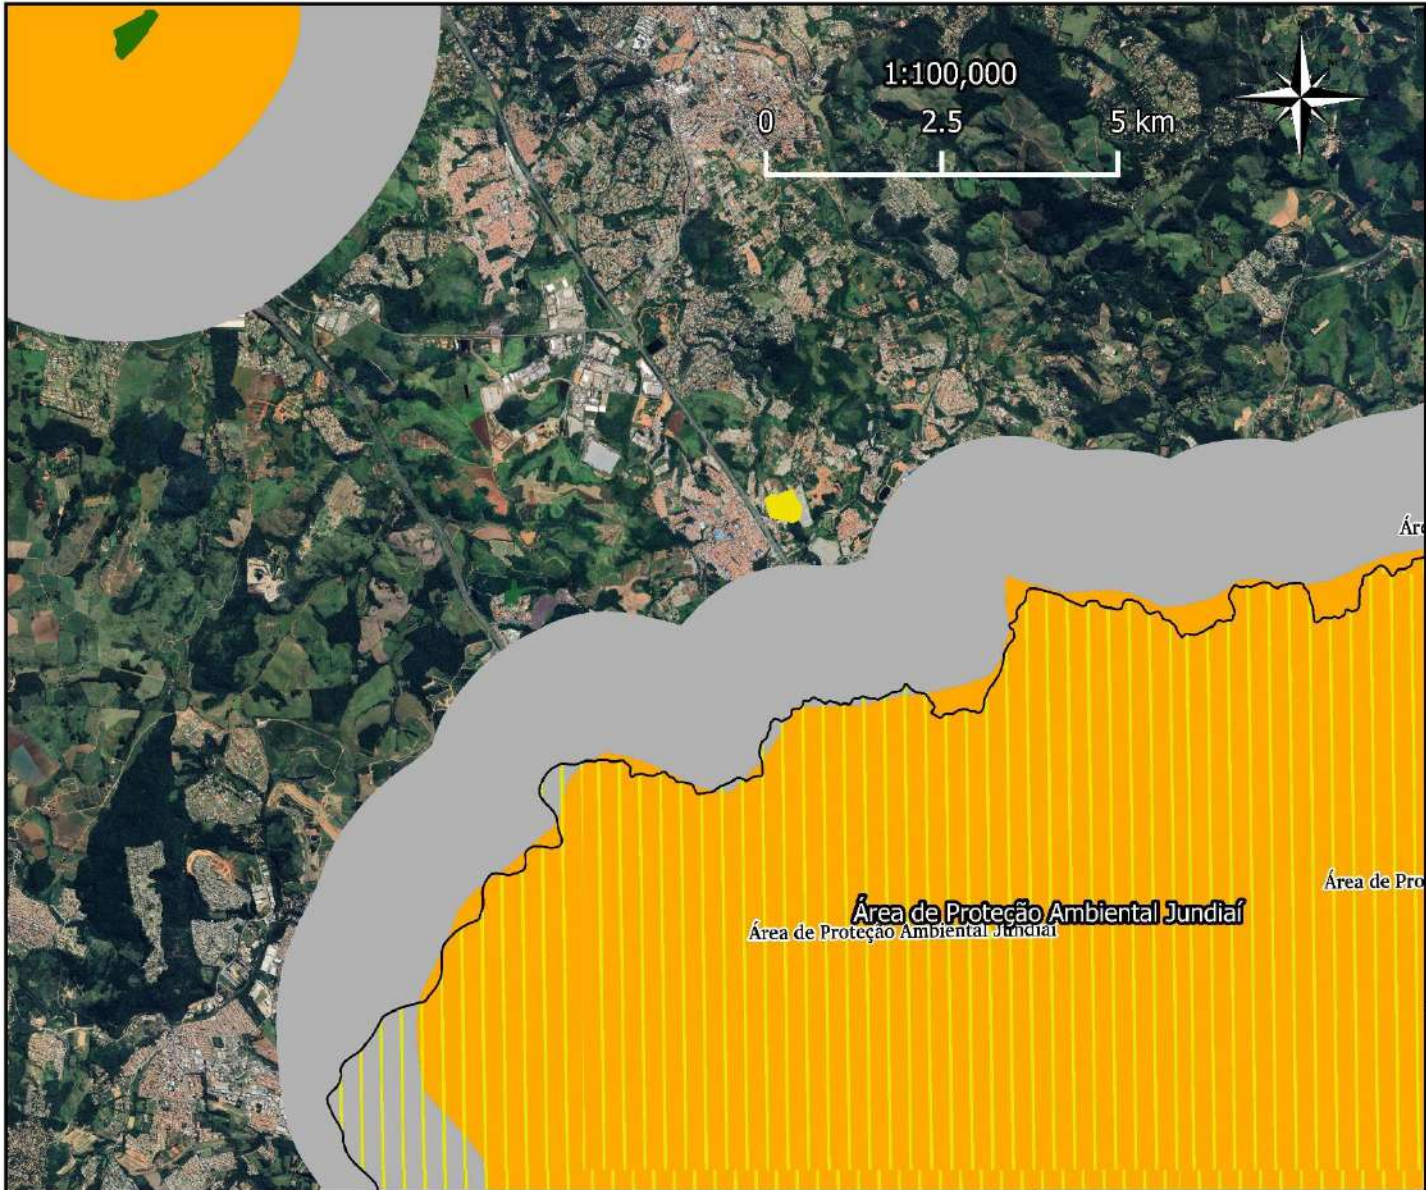 1:100,000
0 2.5 5 km
Áre
Área de Pro
Área de Proteção Ambiental Jundiaí
Área de Proteção Ambiental Jundiaí